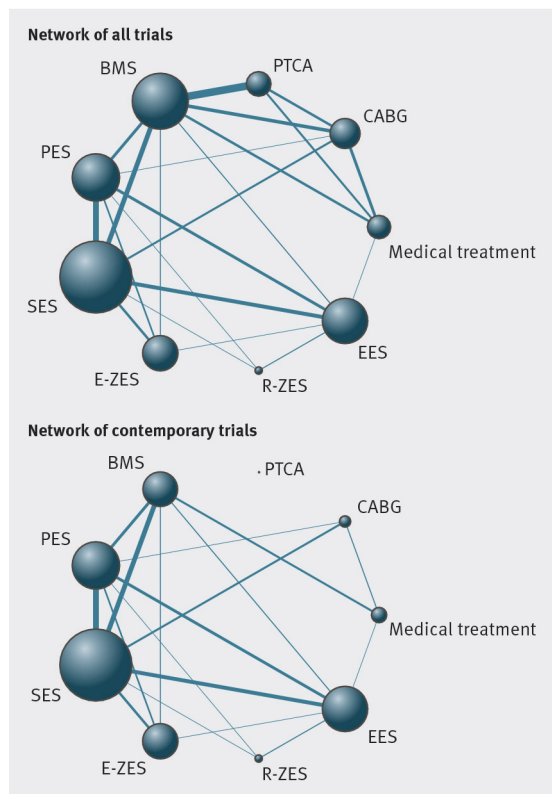 Network of all trials
BMS
PTCA
CABG
PES
Medical treatment
SES
EES
E-ZES
R-ZES
Network of contemporary trials
BMS
PTCA
CABG
PES
Medical treatment
SES
EES
E-ZES
R-ZES